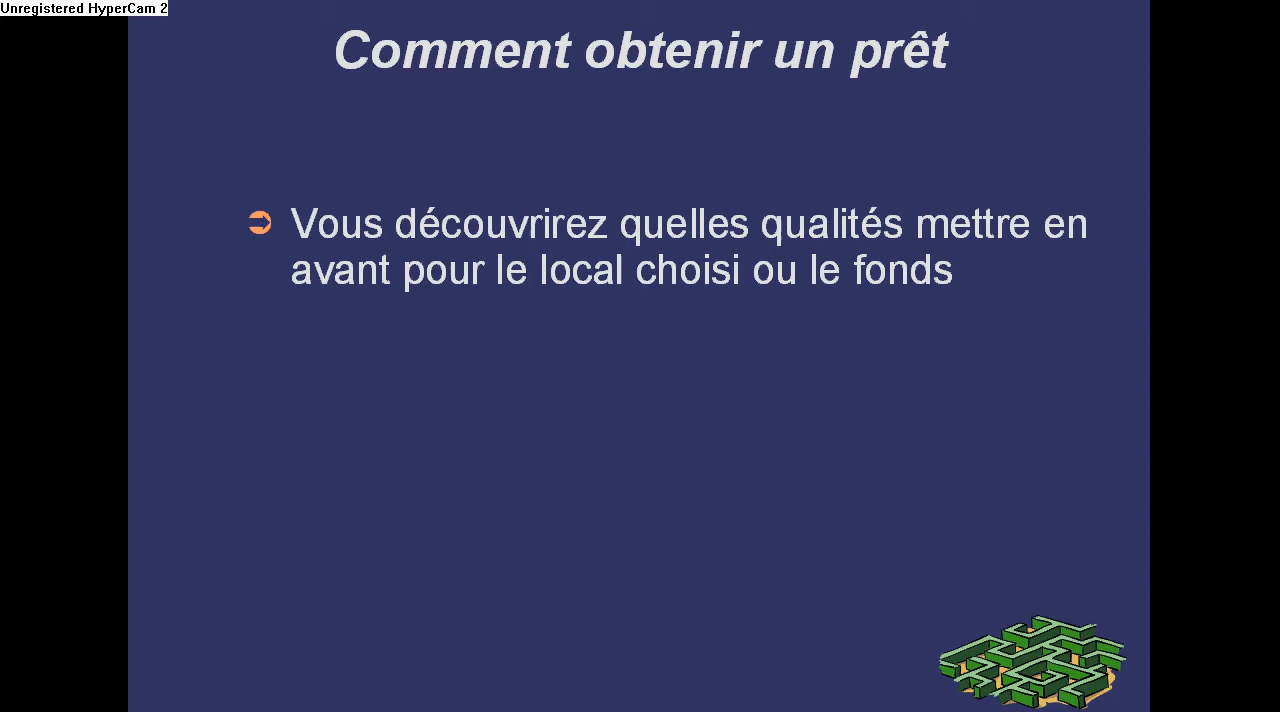 Unregistered HyperCam 2
Comment obtenir un prêt
Vous découvrirez quelles qualités mettre en
avant pour le local choisi ou le fonds